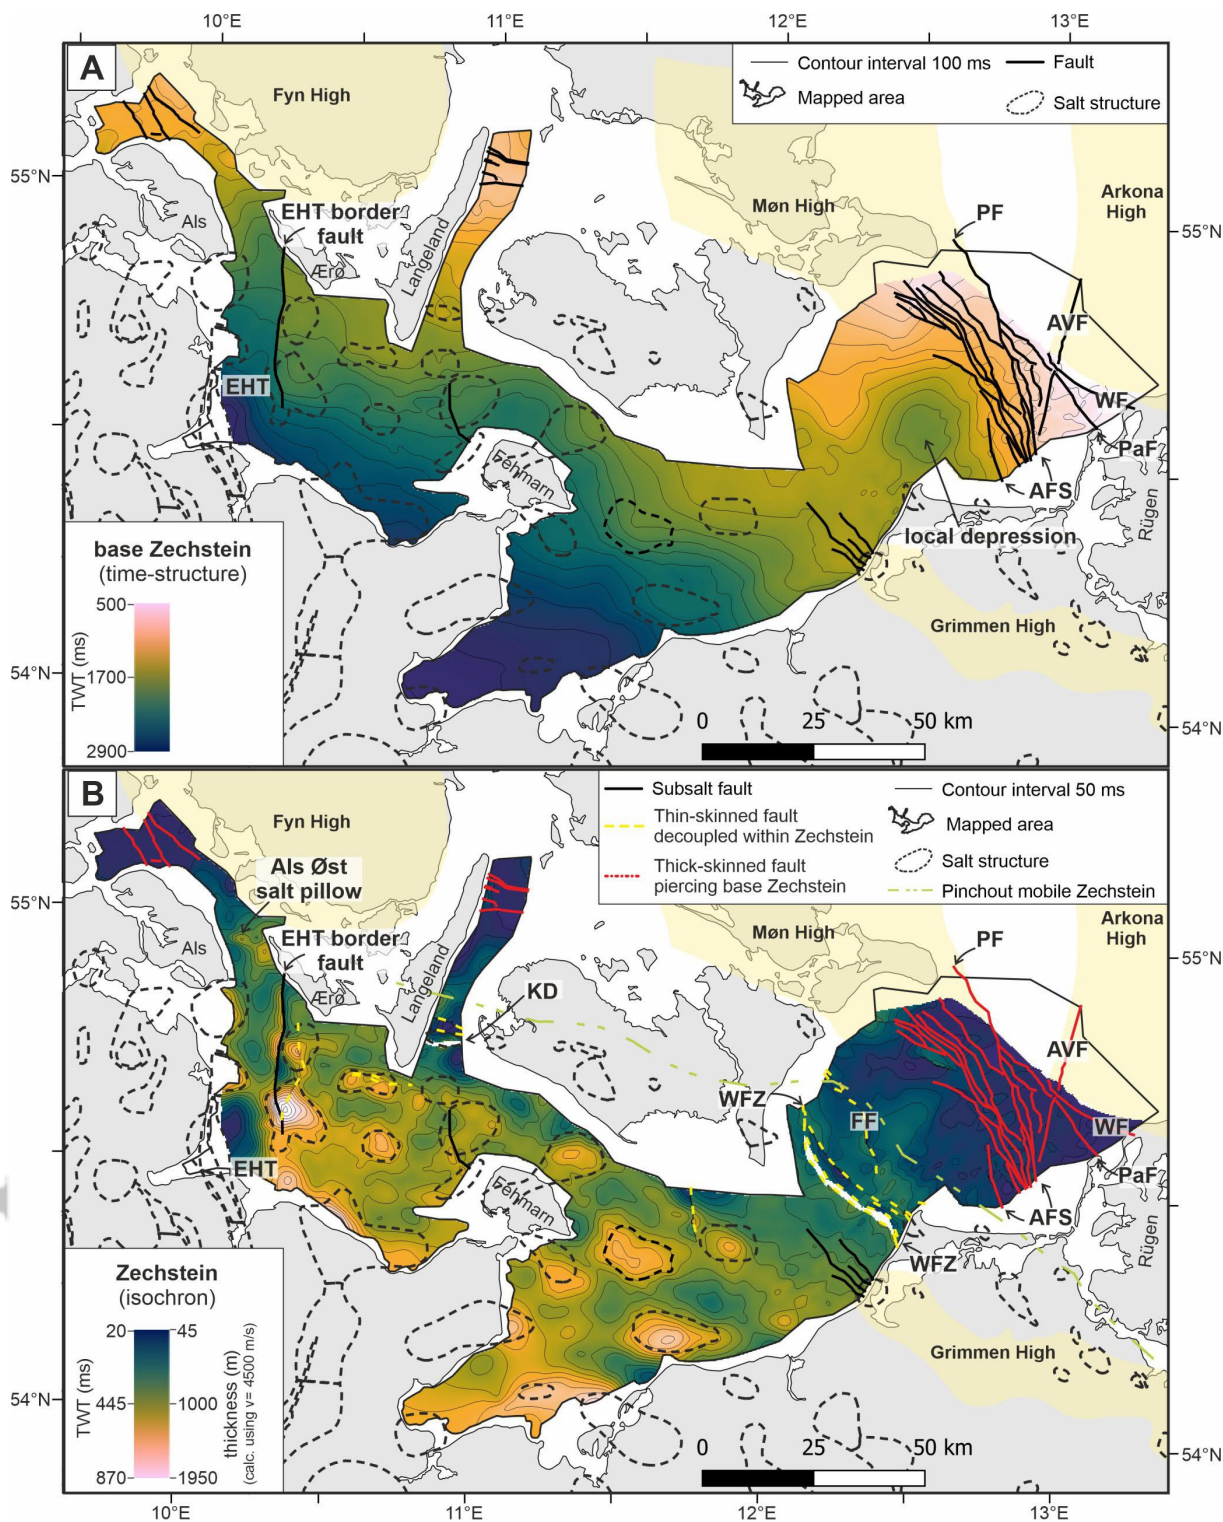 10°E
11°E
12°E
13°E
A
Contour interval 100 ms
Fault
Mapped area
Salt structure
Fyn High
55°N
Als
EHT border
fault
Ærø
Langeland
Møn High
PF
Arkona
High
55°N
AVF
EHT
WF
PaF
Fehmarn
AFS
Rügen
local depression
base Zechstein
(time-structure)
500
TWT (ms)
1700
2900
Grimmen High
54°N
0
25
50 km
54°N
B
Subsalt fault
Contour interval 50 ms
Thin-skinned fault
decoupled within Zechstein
Mapped area
Salt structure
Thick-skinned fault
piercing base Zechstein
Pinchout mobile Zechstein
Fyn High
Als Øst
salt pillow
55°N
Als
EHT border
fault
Ærø
Langeland
KD
Møn High
PF
Arkona
High
55°N
AVF
WFZ
FF
WF
EHT
PaF
Fehmarn
AFS
Rügen
WFZ
Zechstein
(isochron)
20
45
TWT (ms)
445
1000
thickness (m)
(calc. using v= 4500 m/s)
870
1950
Grimmen High
54°N
0
25
50 km
54°N
10°E
11°E
12°E
13°E